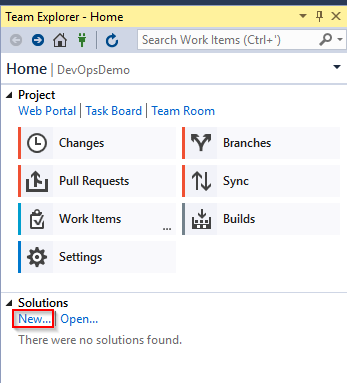 Team Explorer - Home
Search Work Items (Ctrl+')
Home | DevOpsDemo
Project
Web Portal | Task Board | Team Room
Changes
Branches
Pull Requests
Sync
Work Items
...
Builds
Settings
Solutions
New... | Open...
There were no solutions found.